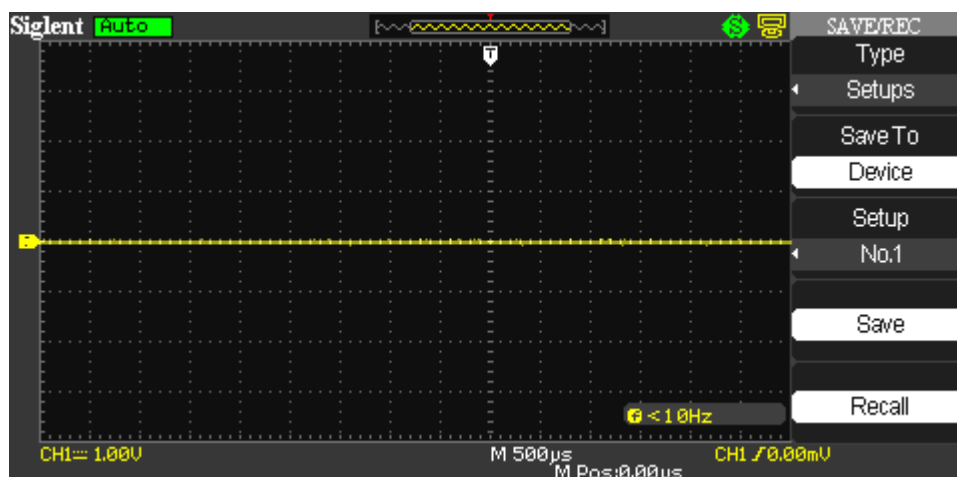 Siglent Auto
T
SAVE/REC
Type
Setups
Save To
Device
Setup
No.1
Save
Recall
<10Hz
CH1 1.00V
M 500µs
CH1 0.00mV
M Pos:0.00µs